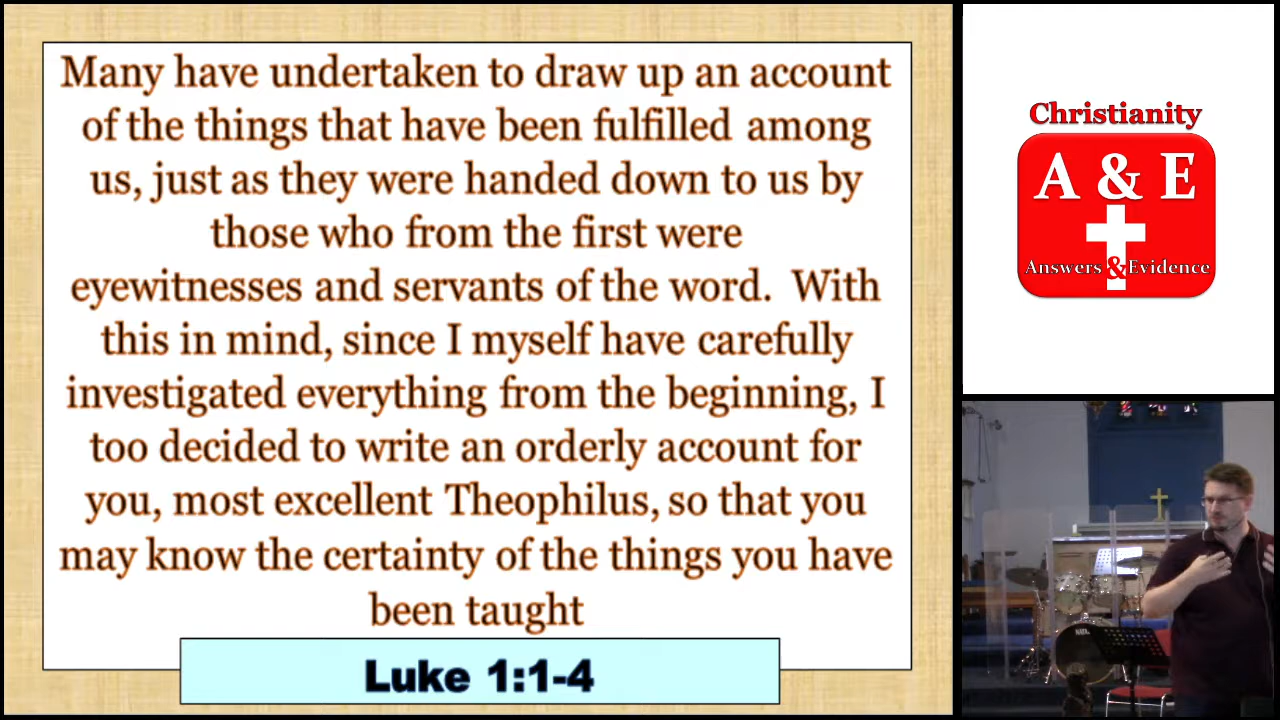 Many have undertaken to draw up an account
of the things that have been fulfilled among
us, just as they were handed down to us by
those who from the first were
eyewitnesses and servants of the word. With
this in mind, since I myself have carefully
investigated everything from the beginning, I
too decided to write an orderly account for
you, most excellent Theophilus, so that you
may know the certainty of the things you have
been taught
Luke 1:1-4
Christianity
A & E
Answers & Evidence